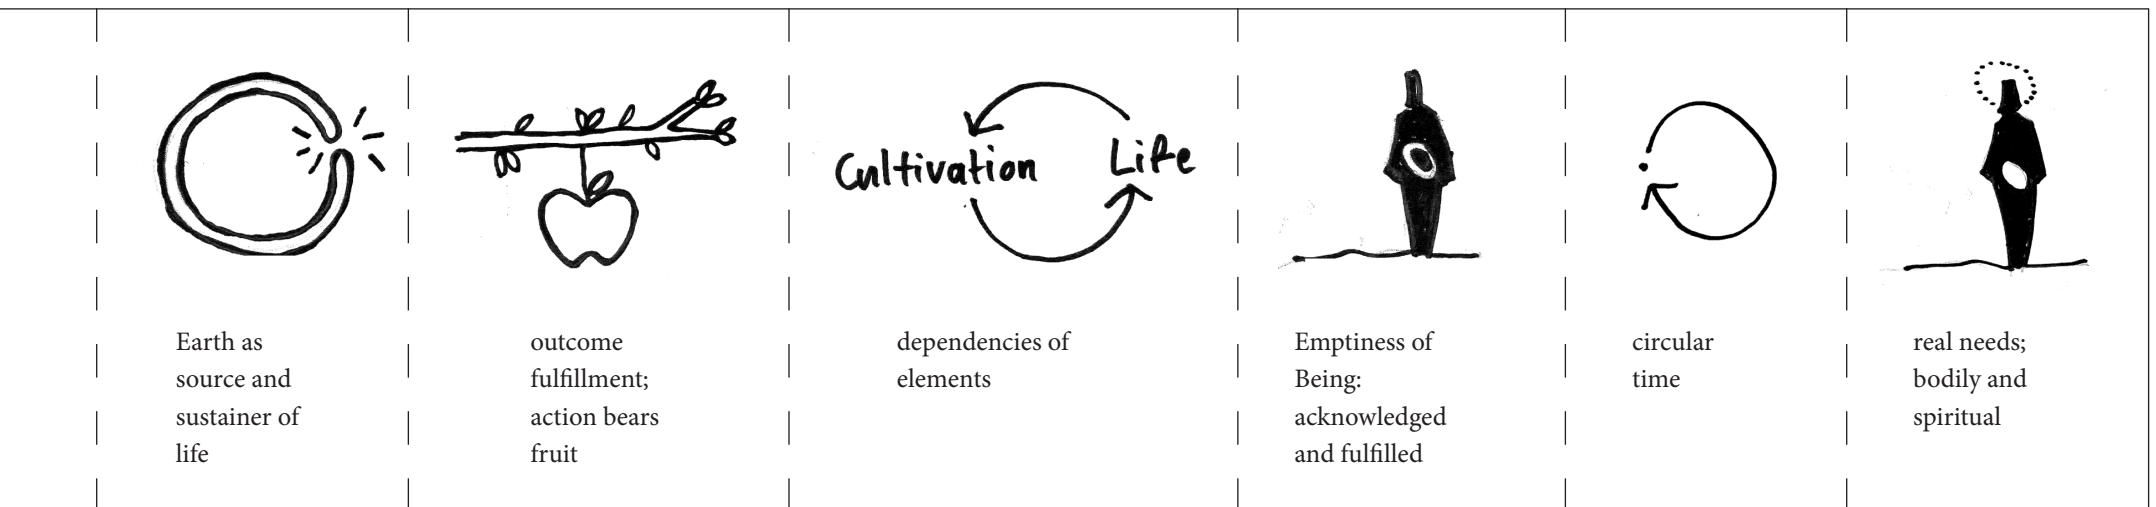 Cultivation
Life
Earth as
source and
sustainer of
life
outcome
fulfillment;
action bears
fruit
dependencies of
elements
Emptiness of
Being:
acknowledged
and fulfilled
circular
time
real needs;
bodily and
spiritual